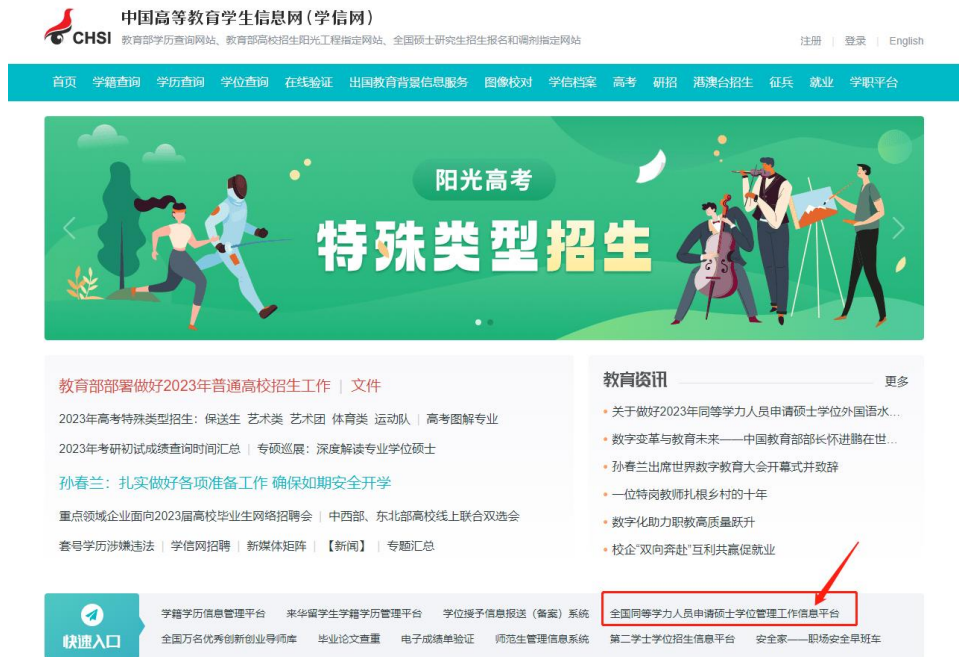 中国高等教育学生信息网(学信网)
CHSI 教育部学历查询网站、教育部高校招生阳光工程指定网站、全国硕士研究生招生报名和调剂指定网站
注册 | 登录 | English
首页 学籍查询 学历查询 学位查询 在线验证 出国教育背景信息服务 图像校对 学信档案 高考 研招 港澳台招生 征兵 就业 学职平台
阳光高考
特殊类型招生
教育部部署做好2023年普通高校招生工作 | 文件
2023年高考特殊类型招生：保送生 艺术类 艺术团 体育类 运动队 | 高考图解专业
2023年考研初试成绩查询时间汇总 | 专硕巡展：深度解读专业学位硕士
孙春兰：扎实做好各项准备工作 确保如期安全开学
重点领域企业面向2023届高校毕业生网络招聘会 | 中西部、东北部高校线上联合双选会
套号学历涉嫌违法 | 学信网招聘 | 新媒体矩阵 | 【新闻】 | 专题汇总
教育资讯 更多
关于做好2023年同等学力人员申请硕士学位外国语水...
数字变革与教育未来——中国教育部部长怀进鹏在世...
孙春兰出席世界数字教育大会开幕式并致辞
一位特岗教师扎根乡村的十年
数字化助力职教高质量跃升
校企“双向奔赴”互利共赢促就业
快速入口
学籍学历信息管理平台 来华留学生学籍学历管理平台 学位授予信息报送（备案）系统 全国同等学力人员申请硕士学位管理工作信息平台
全国万名优秀创新创业导师库 毕业论文查重 电子成绩单验证 师范生管理信息系统 第二学士学位招生信息平台 安全家——职场安全早班车